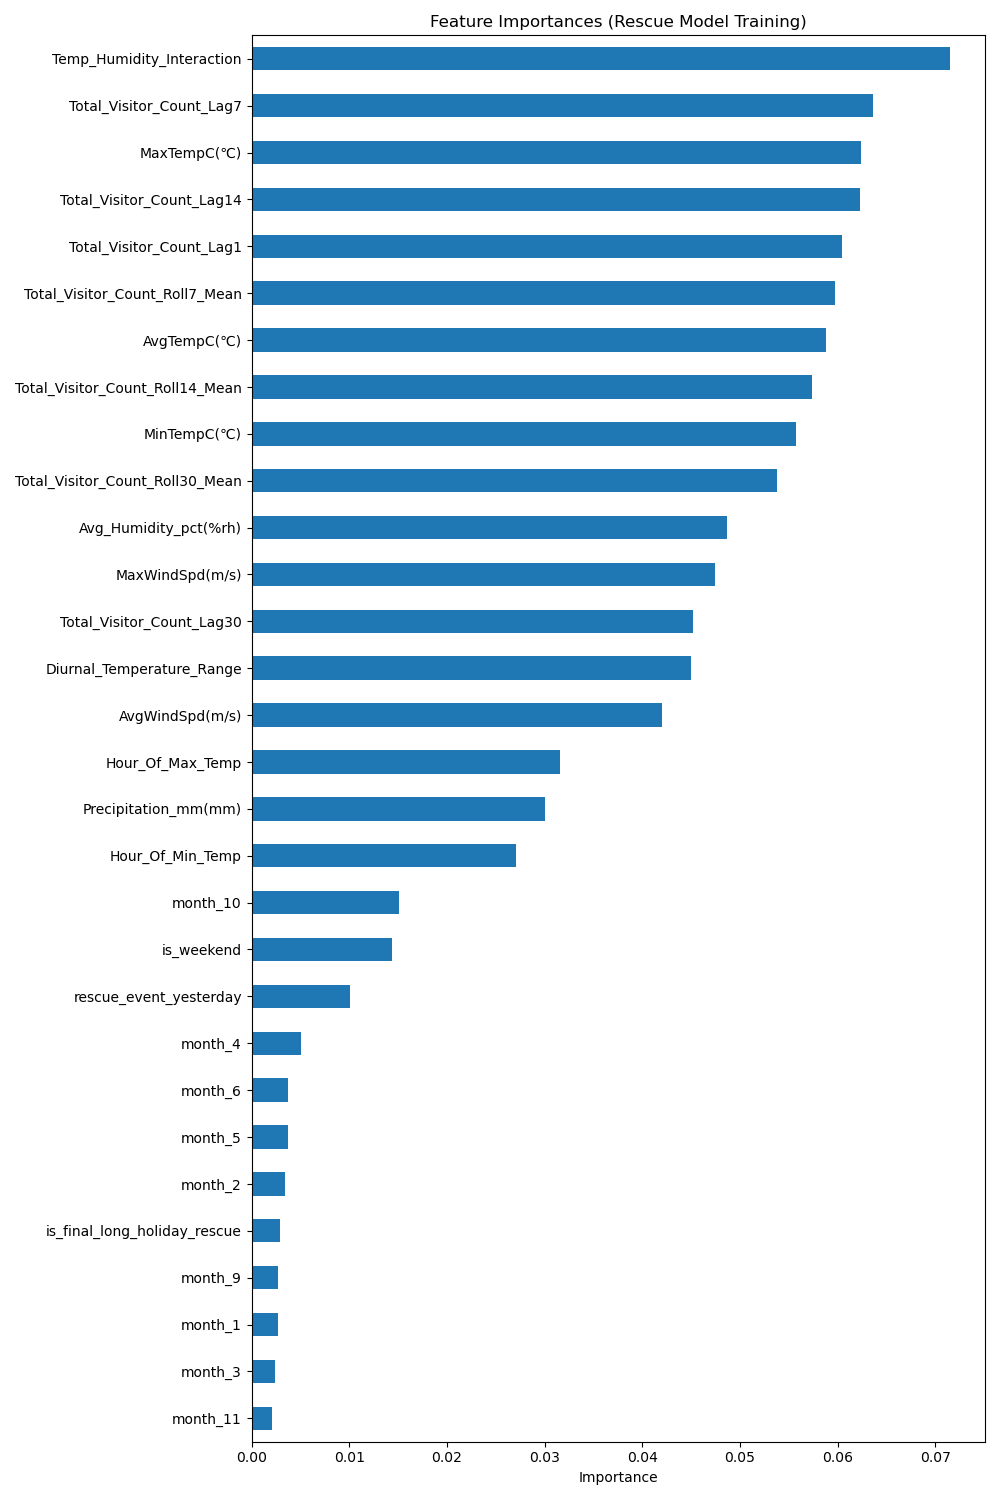 Feature Importances (Rescue Model Training)
Temp_Humidity_Interaction
Total_Visitor_Count_Lag7
MaxTempC(℃)
Total_Visitor_Count_Lag14
Total_Visitor_Count_Lag1
Total_Visitor_Count_Roll7_Mean
AvgTempC(℃)
Total_Visitor_Count_Roll14_Mean
MinTempC(℃)
Total_Visitor_Count_Roll30_Mean
Avg_Humidity_pct(%rh)
MaxWindSpd(m/s)
Total_Visitor_Count_Lag30
Diurnal_Temperature_Range
AvgWindSpd(m/s)
Hour_Of_Max_Temp
Precipitation_mm(mm)
Hour_Of_Min_Temp
month_10
is_weekend
rescue_event_yesterday
month_4
month_6
month_5
month_2
is_final_long_holiday_rescue
month_9
month_1
month_3
month_11
0.00 0.01 0.02 0.03 0.04 0.05 0.06 0.07
Importance